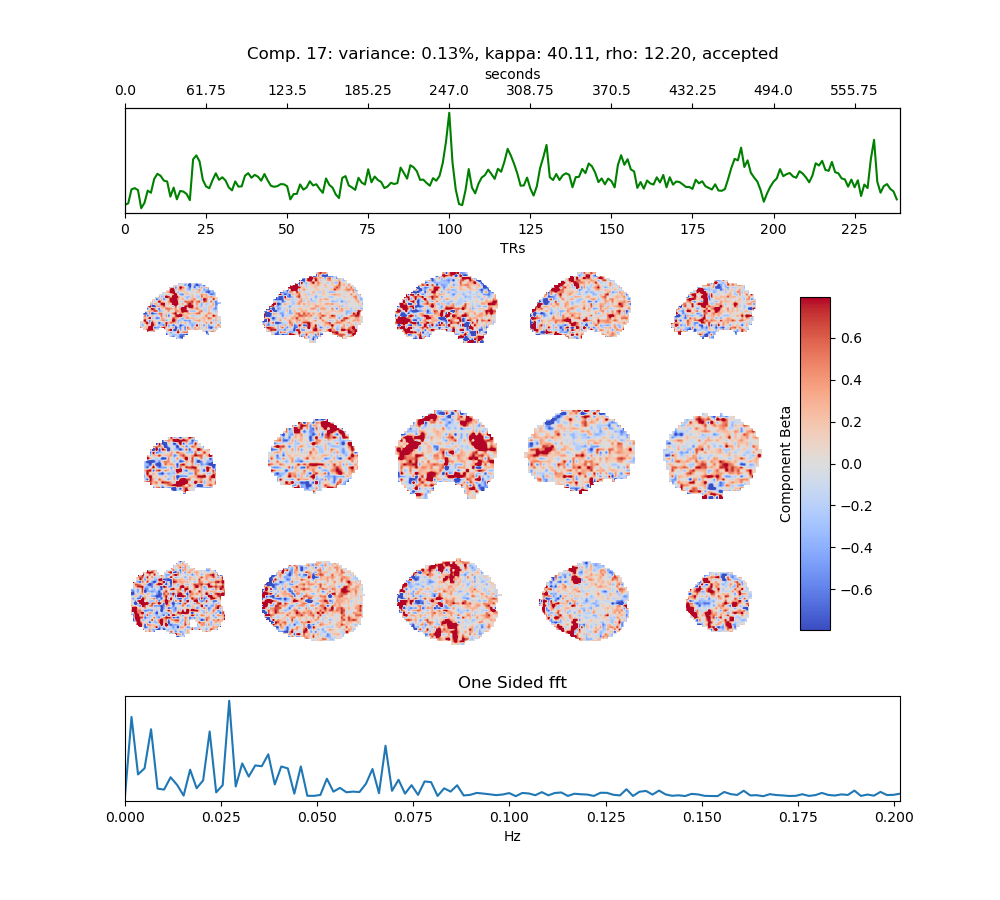 Comp. 17: variance: 0.13%, kappa: 40.11, rho: 12.20, accepted
seconds
0.0 61.75 123.5 185.25 247.0 308.75 370.5 432.25 494.0 555.75
0 25 50 75 100 125 150 175 200 225
TRs
0.6
0.4
0.2
0.0
−0.2
−0.4
−0.6
Component Beta
One Sided fft
0.000 0.025 0.050 0.075 0.100 0.125 0.150 0.175 0.200
Hz